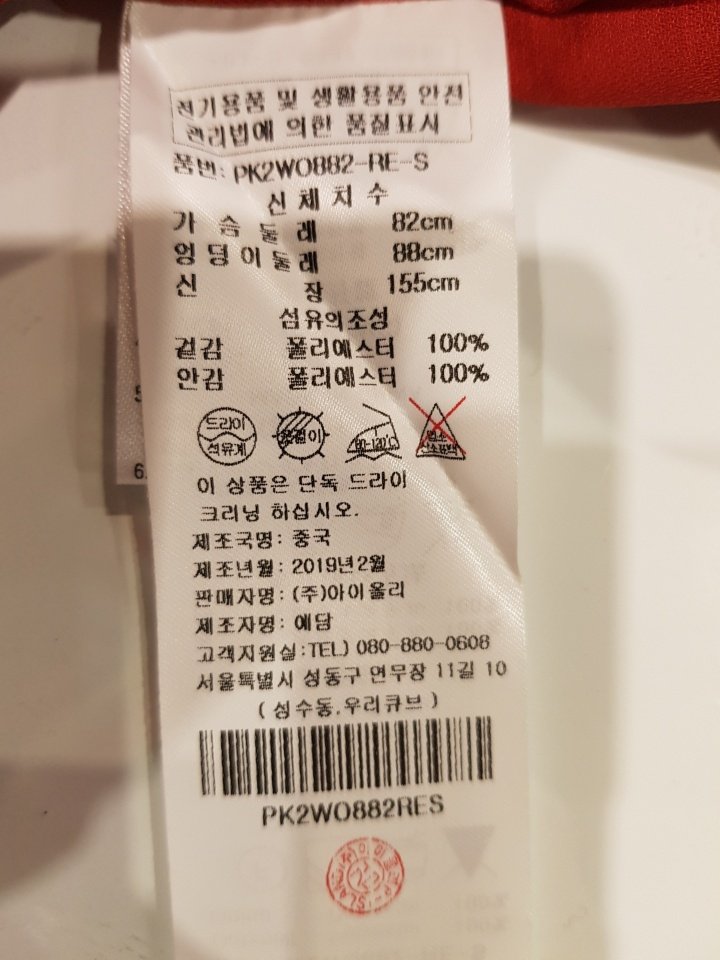 전기용품 및 생활용품 안전
관리법에 의한 품질표시
품번: PK2WO882-RE-S
신체치수
가슴둘레 82cm
엉덩이둘레 88cm
신장 155cm
섬유의조성
겉감 폴리에스터 100%
안감 폴리에스터 100%
드라이 석유계 옷걸이 80-120℃ 염소 산소표백
이 상품은 단독 드라이
크리닝 하십시오.
제조국명: 중국
제조년월: 2019년2월
판매자명: (주)아이올리
제조자명: 예담
고객지원실:TEL) 080-880-0608
서울특별시 성동구 연무장 11길 10
(성수동,우리큐브)
PK2WO882RES